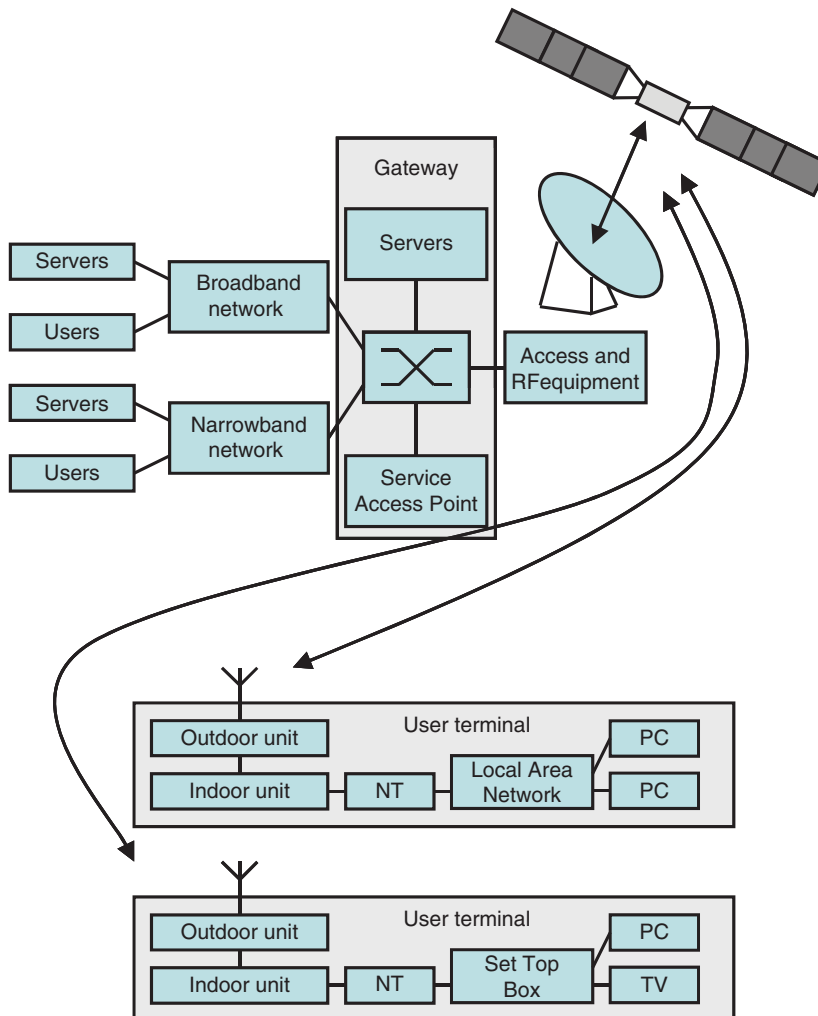 Gateway
Servers
Servers
Broadband
network
Users
Access and
RFequipment
Servers
Narrowband
network
Users
Service
Access Point
User terminal
Outdoor unit
PC
Local Area
Network
Indoor unit
NT
PC
User terminal
Outdoor unit
PC
Set Top
Box
Indoor unit
NT
TV